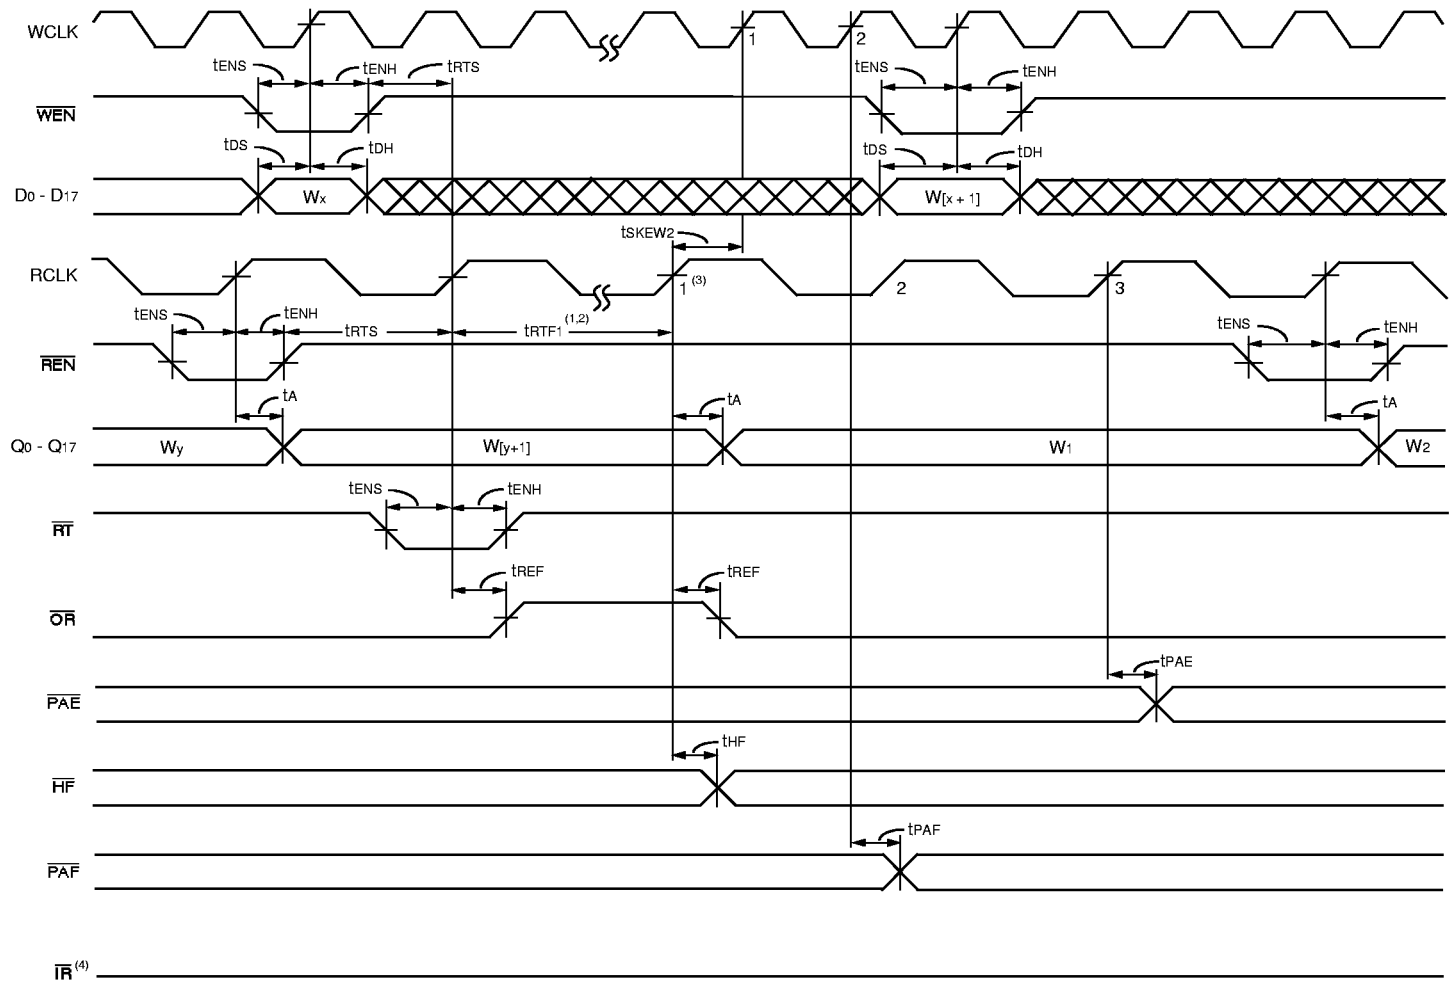 WCLK
1
2
tENS
tENH
tRTS
tENS
tENH
WEN
tDS
tDH
tDS
tDH
D0 - D17
Wx
W[x + 1]
tSKEW2
RCLK
1 (3)
2
3
tENS
tENH
tRTS
tRTF1 (1,2)
tENS
tENH
REN
tA
tA
tA
Q0 - Q17
Wy
W[y+1]
W1
W2
tENS
tENH
RT
tREF
tREF
OR
tPAE
PAE
tHF
HF
tPAF
PAF
IR (4)